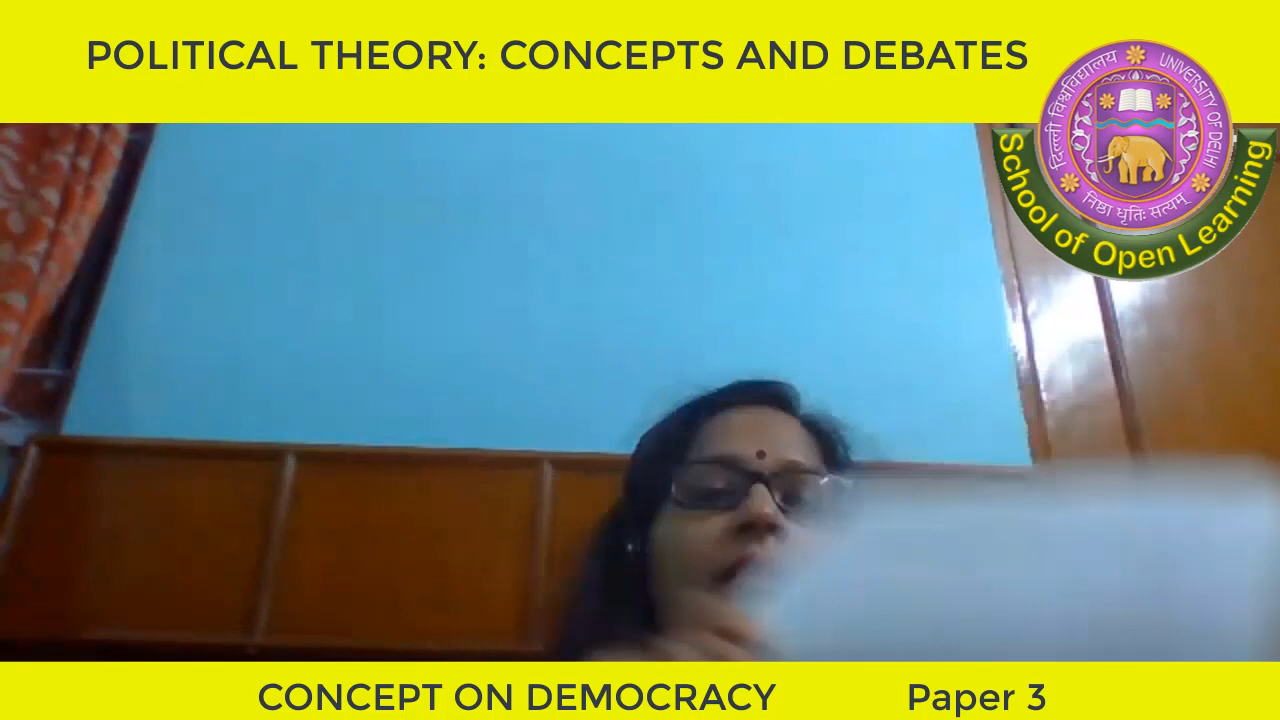 POLITICAL THEORY: CONCEPTS AND DEBATES
दिल्ली विश्वविद्यालय
UNIVERSITY OF DELHI
निष्ठा धृतिः सत्यम्
School of Open Learning
CONCEPT ON DEMOCRACY
Paper 3